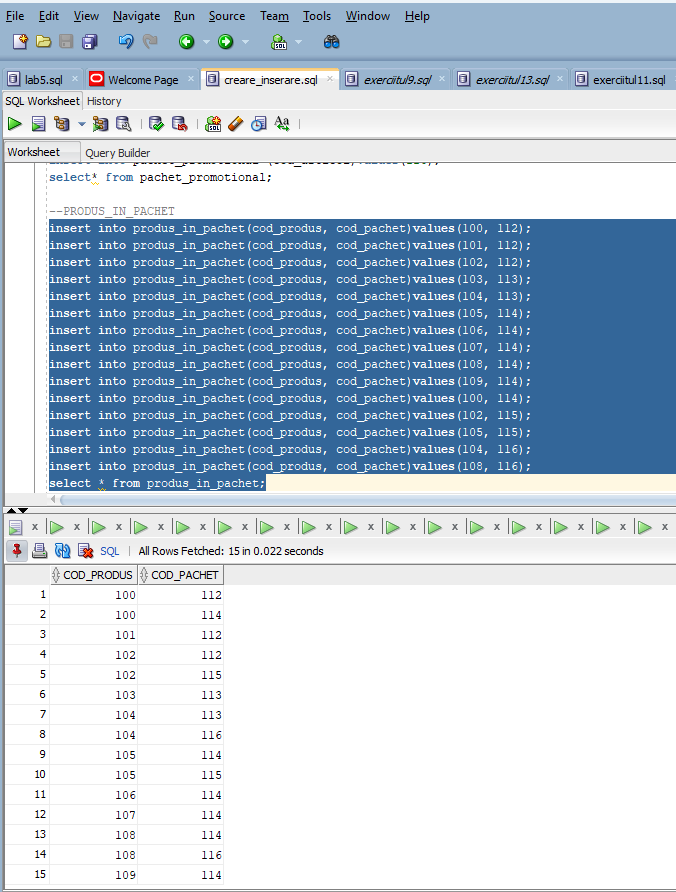 File Edit View Navigate Run Source Team Tools Window Help
SQL
lab5.sql Welcome Page creare_inserare.sql exerciitul9.sql exerciitul13.sql exerciitul11.sql
SQL Worksheet History
SQL Aa
Worksheet Query Builder
select* from pachet_promotional;
--PRODUS_IN_PACHET
insert into produs_in_pachet(cod_produs, cod_pachet)values(100, 112);
insert into produs_in_pachet(cod_produs, cod_pachet)values(101, 112);
insert into produs_in_pachet(cod_produs, cod_pachet)values(102, 112);
insert into produs_in_pachet(cod_produs, cod_pachet)values(103, 113);
insert into produs_in_pachet(cod_produs, cod_pachet)values(104, 113);
insert into produs_in_pachet(cod_produs, cod_pachet)values(105, 114);
insert into produs_in_pachet(cod_produs, cod_pachet)values(106, 114);
insert into produs_in_pachet(cod_produs, cod_pachet)values(107, 114);
insert into produs_in_pachet(cod_produs, cod_pachet)values(108, 114);
insert into produs_in_pachet(cod_produs, cod_pachet)values(109, 114);
insert into produs_in_pachet(cod_produs, cod_pachet)values(100, 114);
insert into produs_in_pachet(cod_produs, cod_pachet)values(102, 115);
insert into produs_in_pachet(cod_produs, cod_pachet)values(105, 115);
insert into produs_in_pachet(cod_produs, cod_pachet)values(104, 116);
insert into produs_in_pachet(cod_produs, cod_pachet)values(108, 116);
select * from produs_in_pachet;
SQL | All Rows Fetched: 15 in 0.022 seconds
COD_PRODUS COD_PACHET
1 100 112
2 100 114
3 101 112
4 102 112
5 102 115
6 103 113
7 104 113
8 104 116
9 105 114
10 105 115
11 106 114
12 107 114
13 108 114
14 108 116
15 109 114